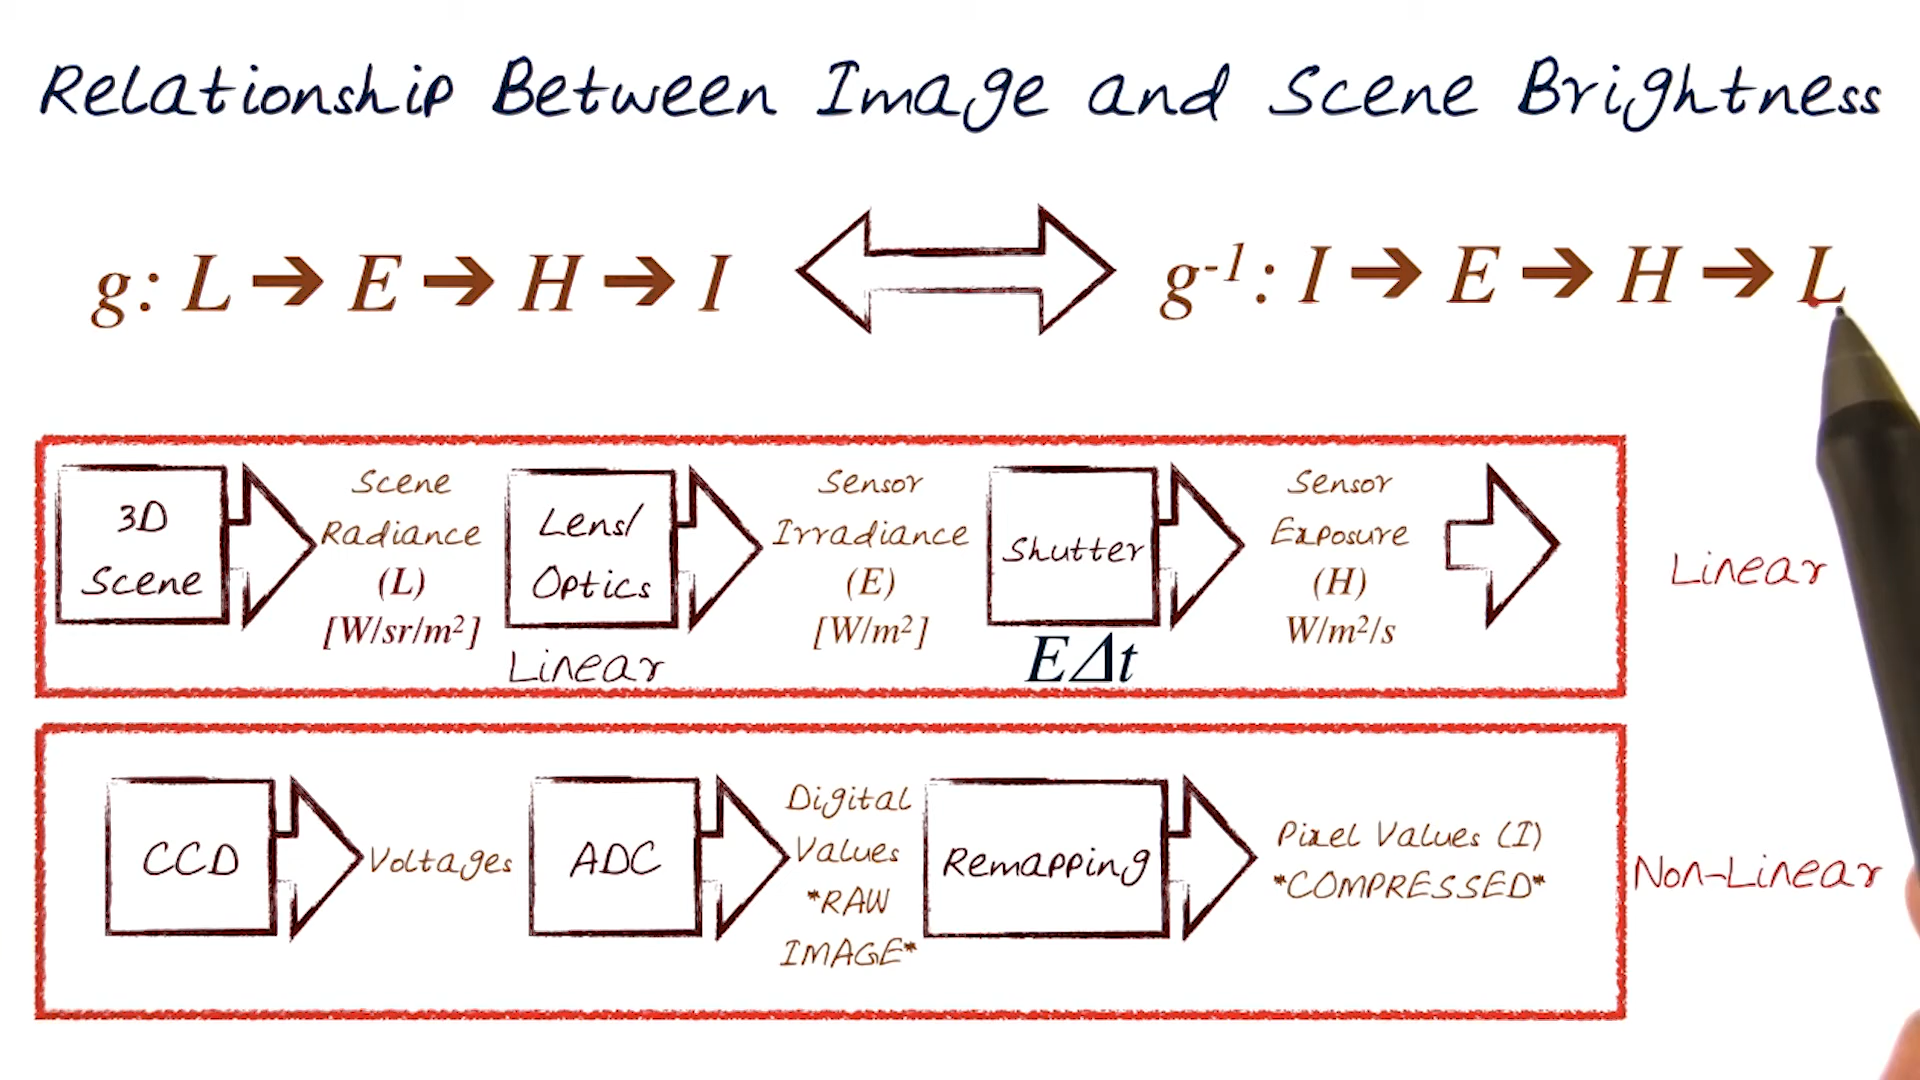 Relationship Between Image and Scene Brightness
g: L → E → H → I
g⁻¹: I → E → H → L
3D
Scene
Scene
Radiance
(L)
[W/sr/m²]
Lens/
Optics
Linear
Sensor
Irradiance
(E)
[W/m²]
Shutter
EΔt
Sensor
Exposure
(H)
W/m²/s
Linear
CCD
Voltages
ADC
Digital
Values
*RAW
IMAGE*
Remapping
Pixel Values (I)
*COMPRESSED*
Non-Linear